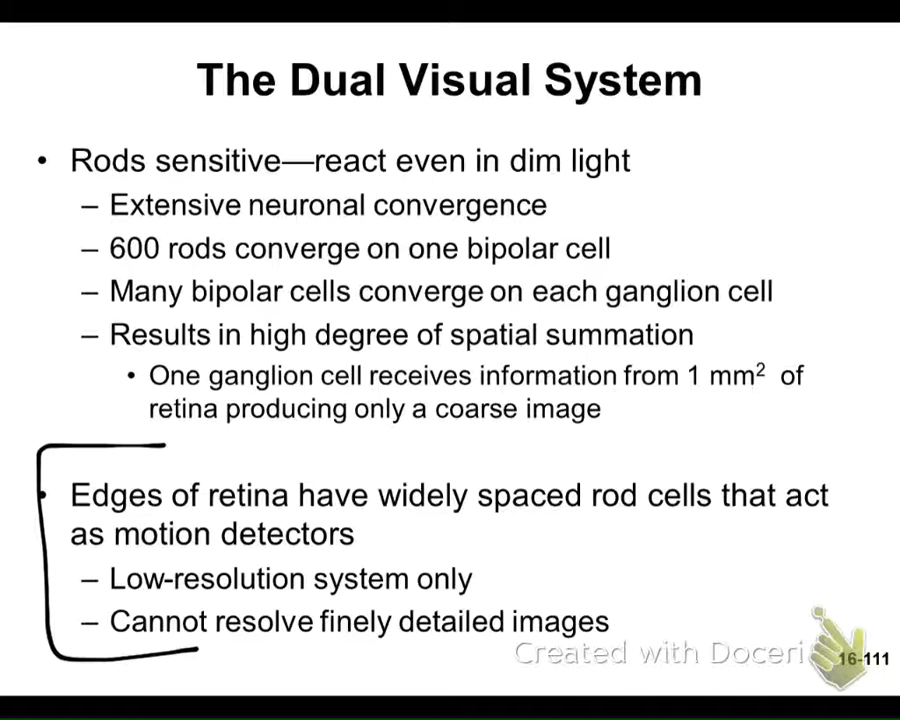 The Dual Visual System
• Rods sensitive—react even in dim light
– Extensive neuronal convergence
– 600 rods converge on one bipolar cell
– Many bipolar cells converge on each ganglion cell
– Results in high degree of spatial summation
• One ganglion cell receives information from 1 mm² of
retina producing only a coarse image
• Edges of retina have widely spaced rod cells that act
as motion detectors
– Low-resolution system only
– Cannot resolve finely detailed images
Created with Doceri
16-111